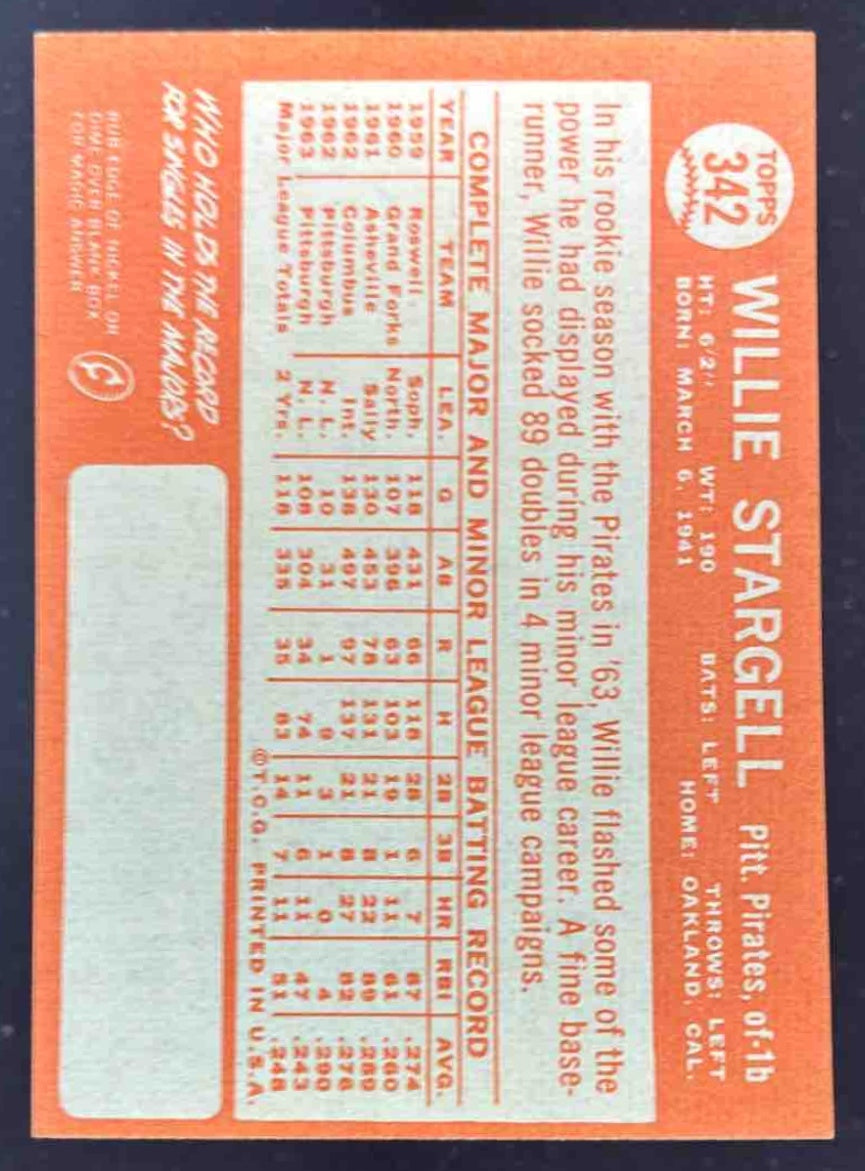 TOPPS
342
WILLIE STARGELL Pitt. Pirates, of-1b
HT: 6'2" WT: 190 BATS: LEFT THROWS: LEFT
BORN: MARCH 6, 1941 HOME: OAKLAND, CAL.
In his rookie season with the Pirates in '63, Willie flashed some of the
power he had displayed during his minor league career. A fine base-
runner, Willie socked 89 doubles in 4 minor league campaigns.
COMPLETE MAJOR AND MINOR LEAGUE BATTING RECORD
YEAR TEAM LEA. G AB R H 2B 3B HR RBI AVG.
1959 Roswell Soph. 118 431 66 118 28 6 7 87 .274
1960 Grand Forks North. 107 396 63 103 19 1 11 61 .260
1961 Asheville Sally 130 453 78 131 21 8 22 89 .289
1962 Columbus Int. 138 497 97 137 21 8 27 82 .276
1962 Pittsburgh N. L. 10 31 1 9 3 1 0 4 .290
1963 Pittsburgh N. L. 108 304 34 74 11 6 11 47 .243
Major League Totals 2 Yrs. 118 335 35 83 14 7 11 51 .248
©T.C.G. PRINTED IN U.S.A.
WHO HOLDS THE RECORD
FOR SINGLES IN THE MAJORS?
RUB EDGE OF NICKEL OR
DIME OVER BLANK BOX
FOR MAGIC ANSWER